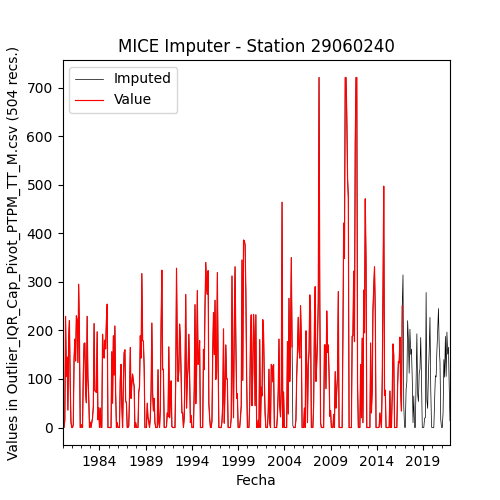 MICE Imputer - Station 29060240
Imputed
Value
Values in Outlier_IQR_Cap_Pivot_PTPM_TT_M.csv (504 recs.)
700
600
500
400
300
200
100
0
1984 1989 1994 1999 2004 2009 2014 2019
Fecha